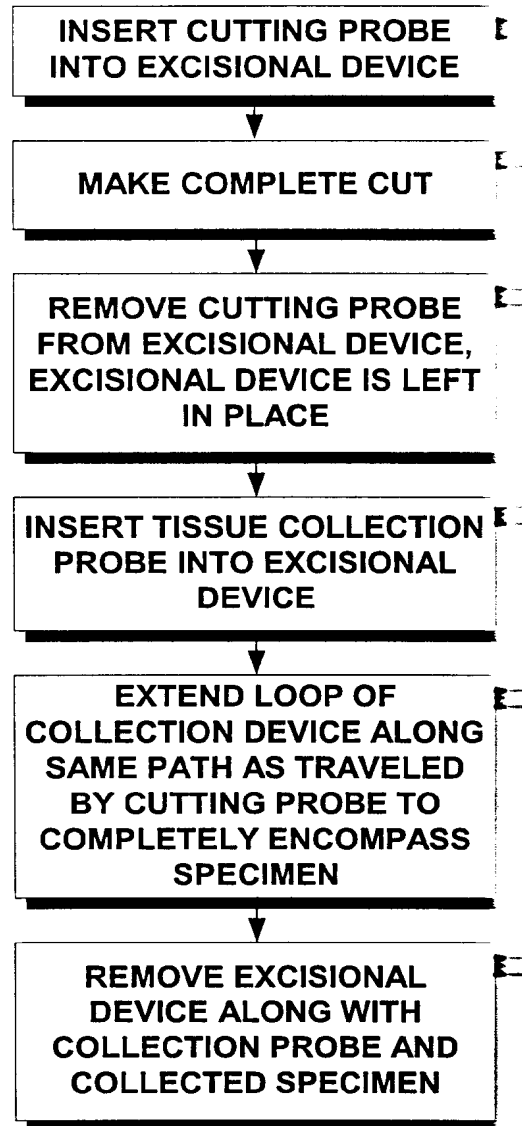 INSERT CUTTING PROBE
INTO EXCISIONAL DEVICE
MAKE COMPLETE CUT
REMOVE CUTTING PROBE
FROM EXCISIONAL DEVICE,
EXCISIONAL DEVICE IS LEFT
IN PLACE
INSERT TISSUE COLLECTION
PROBE INTO EXCISIONAL
DEVICE
EXTEND LOOP OF
COLLECTION DEVICE ALONG
SAME PATH AS TRAVELED
BY CUTTING PROBE TO
COMPLETELY ENCOMPASS
SPECIMEN
REMOVE EXCISIONAL
DEVICE ALONG WITH
COLLECTION PROBE AND
COLLECTED SPECIMEN